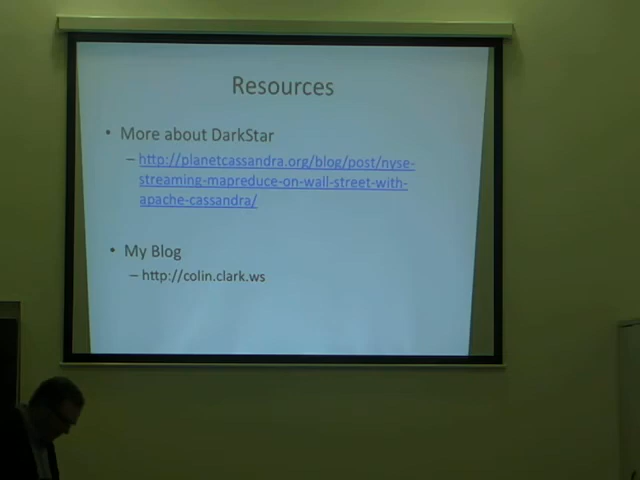 Resources
• More about DarkStar
– http://planetcassandra.org/blog/post/nyse-
streaming-mapreduce-on-wall-street-with-
apache-cassandra/
• My Blog
– http://colin.clark.ws